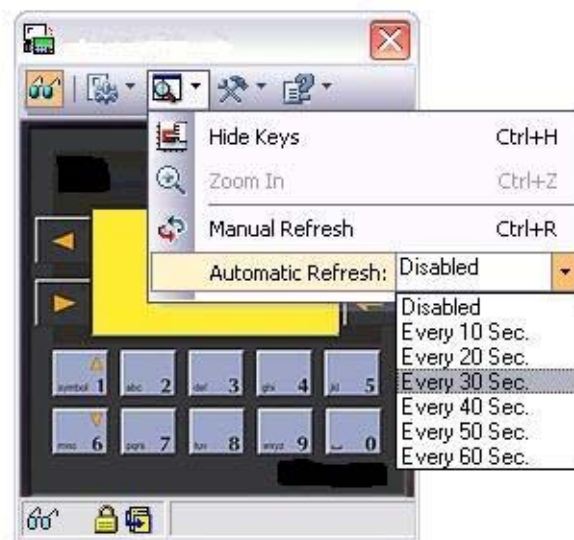 Hide Keys Ctrl+H
Zoom In Ctrl+Z
Manual Refresh Ctrl+R
Automatic Refresh: Disabled
Disabled
Every 10 Sec.
Every 20 Sec.
Every 30 Sec.
Every 40 Sec.
Every 50 Sec.
Every 60 Sec.
symbol 1 abc 2 def 3 ghi 4 jkl 5
mno 6 pqrs 7 tuv 8 wxyz 9 0